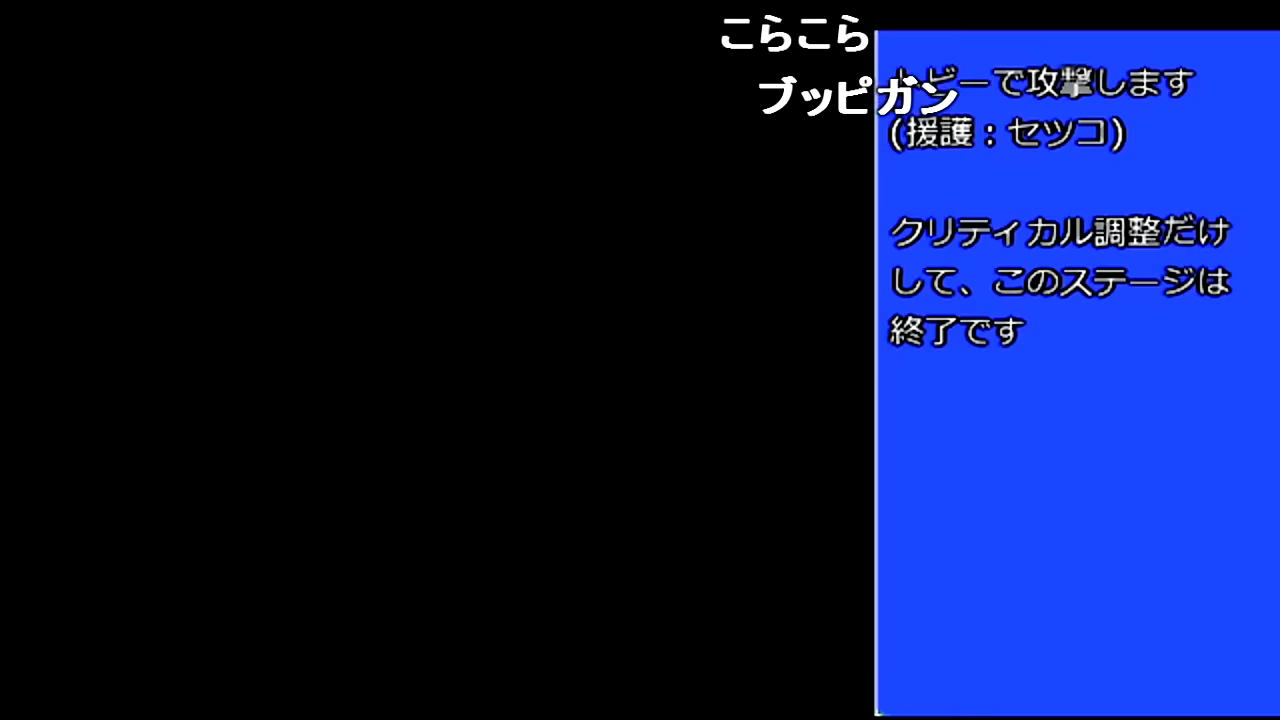 こらこら
ブッピガン
トビーで攻撃します
(援護：セツコ)
クリティカル調整だけ
して、このステージは
終了です